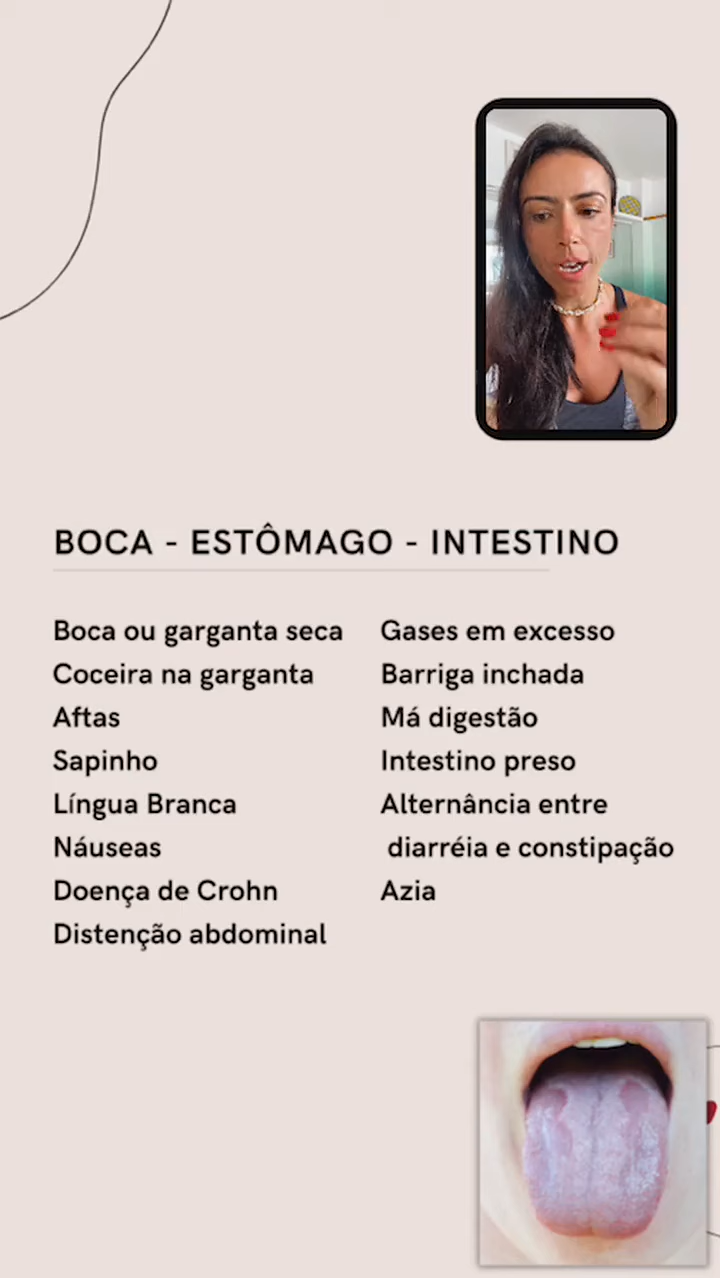 BOCA - ESTÔMAGO - INTESTINO
Boca ou garganta seca
Coceira na garganta
Aftas
Sapinho
Língua Branca
Náuseas
Doença de Crohn
Distenção abdominal
Gases em excesso
Barriga inchada
Má digestão
Intestino preso
Alternância entre
diarréia e constipação
Azia